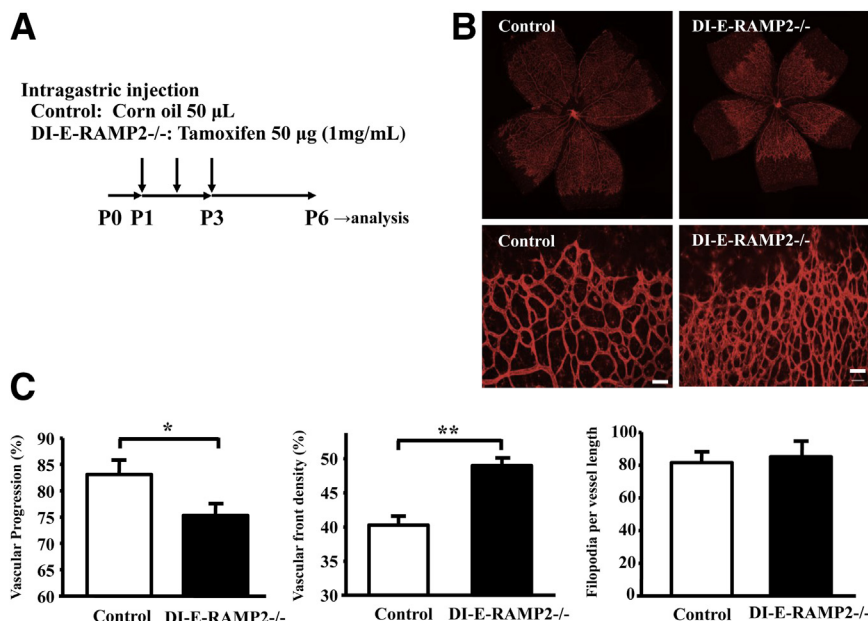 A
Intragastric injection
Control: Corn oil 50 μL
DI-E-RAMP2-/-: Tamoxifen 50 μg (1mg/mL)
P0 P1 P3 P6 →analysis
B
Control
DI-E-RAMP2-/-
Control
DI-E-RAMP2-/-
C
Vascular Progression (%)
90
85
80
75
70
65
60
*
Control DI-E-RAMP2-/-
Vascular front density (%)
50
40
30
**
Control DI-E-RAMP2-/-
Filopodia per vessel length
100
80
60
40
20
0
Control DI-E-RAMP2-/-